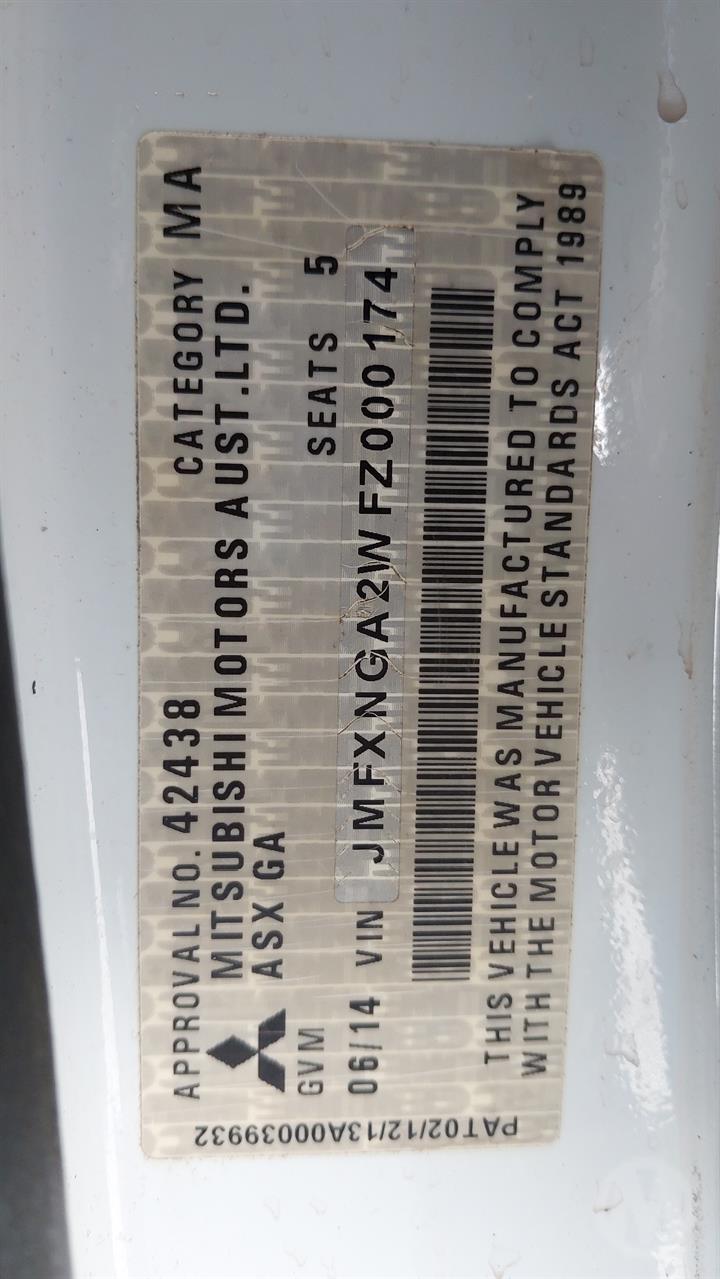 APPROVAL NO. 42438 CATEGORY MA
MITSUBISHI MOTORS AUST.LTD.
ASX GA
GVM SEATS 5
06/14 VIN JMFXNGA2WFZ000174
THIS VEHICLE WAS MANUFACTURED TO COMPLY
WITH THE MOTOR VEHICLE STANDARDS ACT 1989
PAT02/12/13A00039932